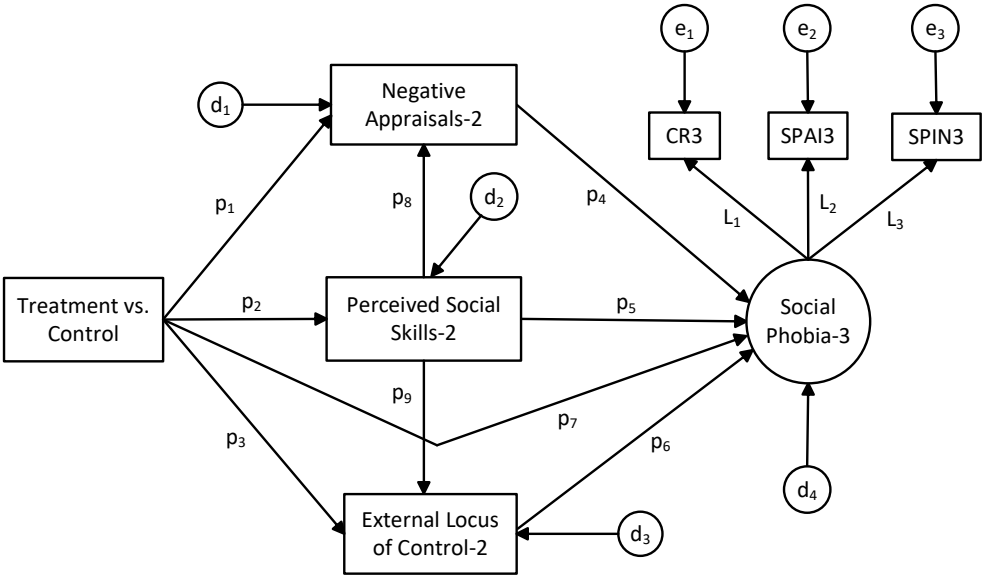 e₁
e₂
e₃
Negative
Appraisals-2
d₁
CR3
SPAI3
SPIN3
p₁
p₈
d₂
p₄
L₁
L₂
L₃
Treatment vs.
Control
p₂
Perceived Social
Skills-2
p₅
Social
Phobia-3
p₉
p₃
p₇
p₆
External Locus
of Control-2
d₃
d₄